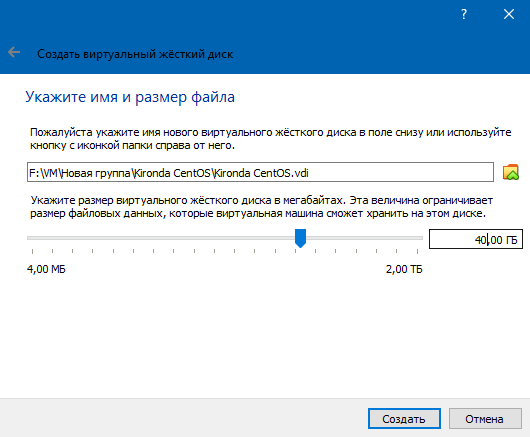 ?
Создать виртуальный жёсткий диск
Укажите имя и размер файла
Пожалуйста укажите имя нового виртуального жёсткого диска в поле снизу или используйте
кнопку с иконкой папки справа от него.
F:\VM\Новая группа\Kironda CentOS\Kironda CentOS.vdi
Укажите размер виртуального жёсткого диска в мегабайтах. Эта величина ограничивает
размер файловых данных, которые виртуальная машина сможет хранить на этом диске.
40,00 ГБ
4,00 МБ 2,00 ТБ
Создать Отмена